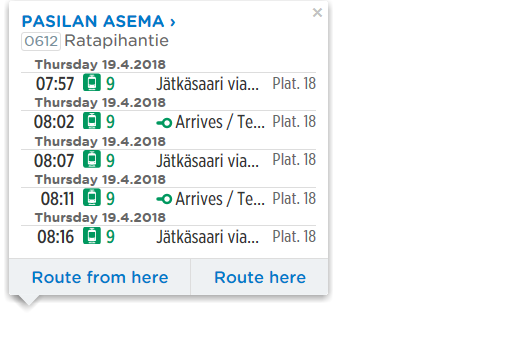 PASILAN ASEMA ›
0612 Ratapihantie
Thursday 19.4.2018
07:57 9 Jätkäsaari via... Plat. 18
Thursday 19.4.2018
08:02 9 Arrives / Te... Plat. 18
Thursday 19.4.2018
08:07 9 Jätkäsaari via... Plat. 18
Thursday 19.4.2018
08:11 9 Arrives / Te... Plat. 18
Thursday 19.4.2018
08:16 9 Jätkäsaari via... Plat. 18
Route from here Route here